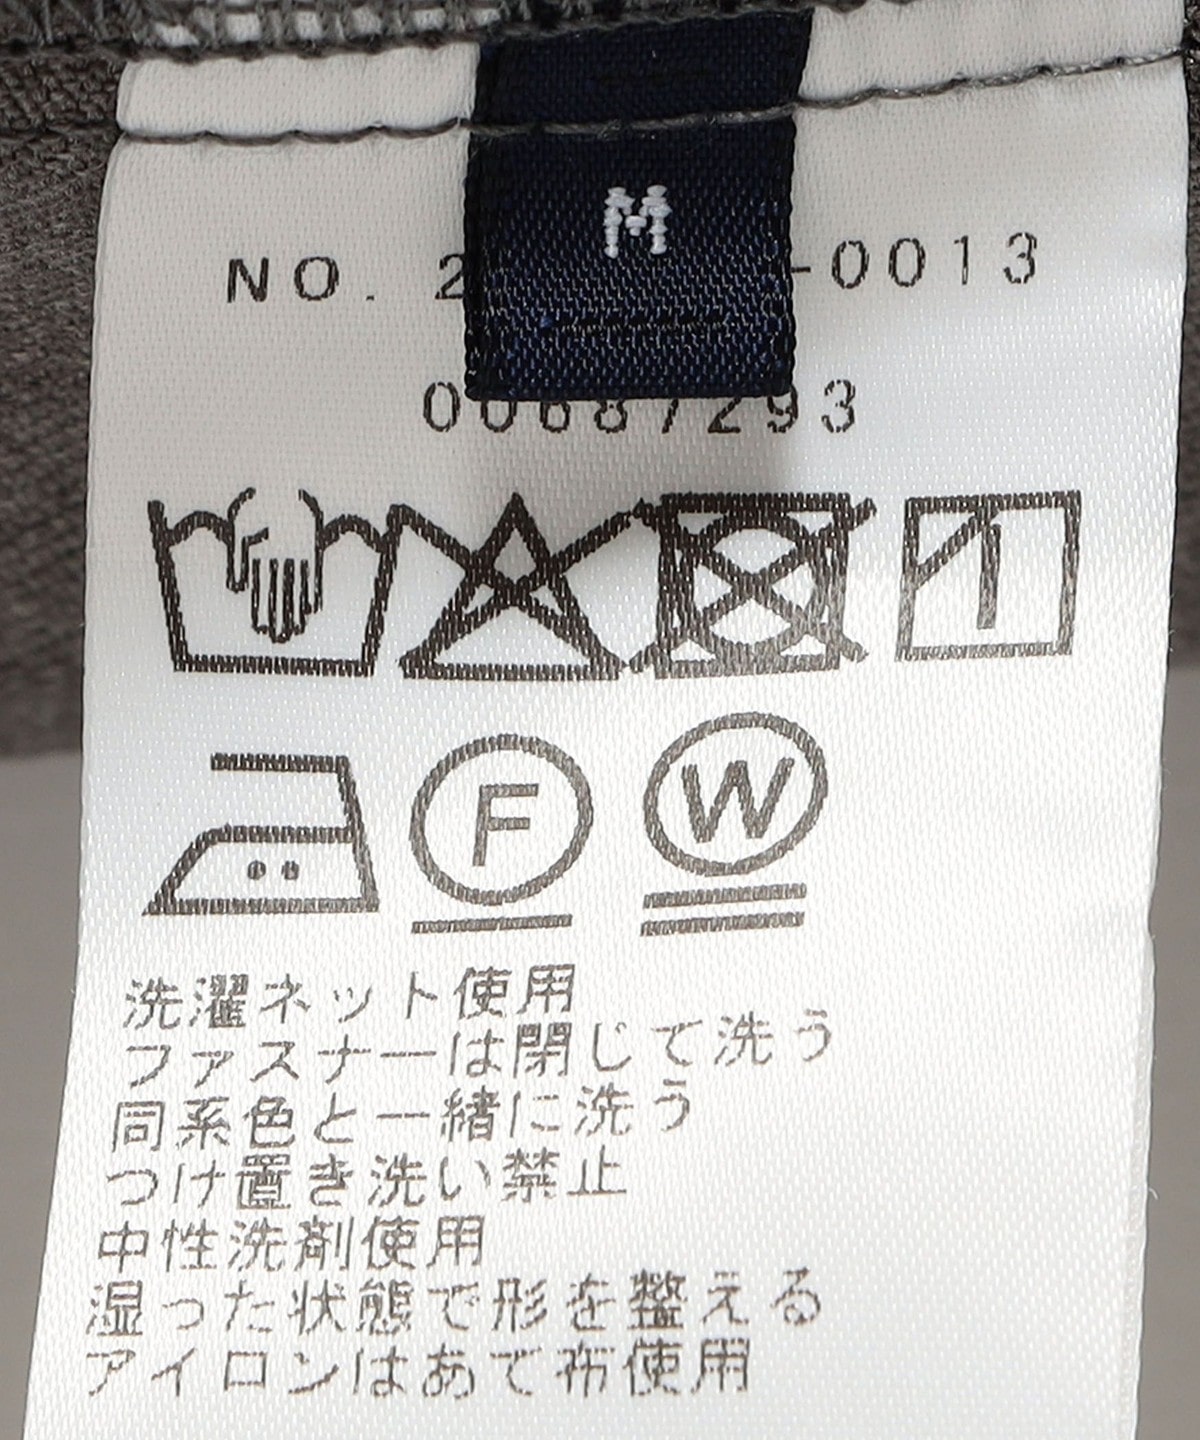 M
NO. 2 -0013
00687293
F W
洗濯ネット使用
ファスナーは閉じて洗う
同系色と一緒に洗う
つけ置き洗い禁止
中性洗剤使用
湿った状態で形を整える
アイロンはあて布使用